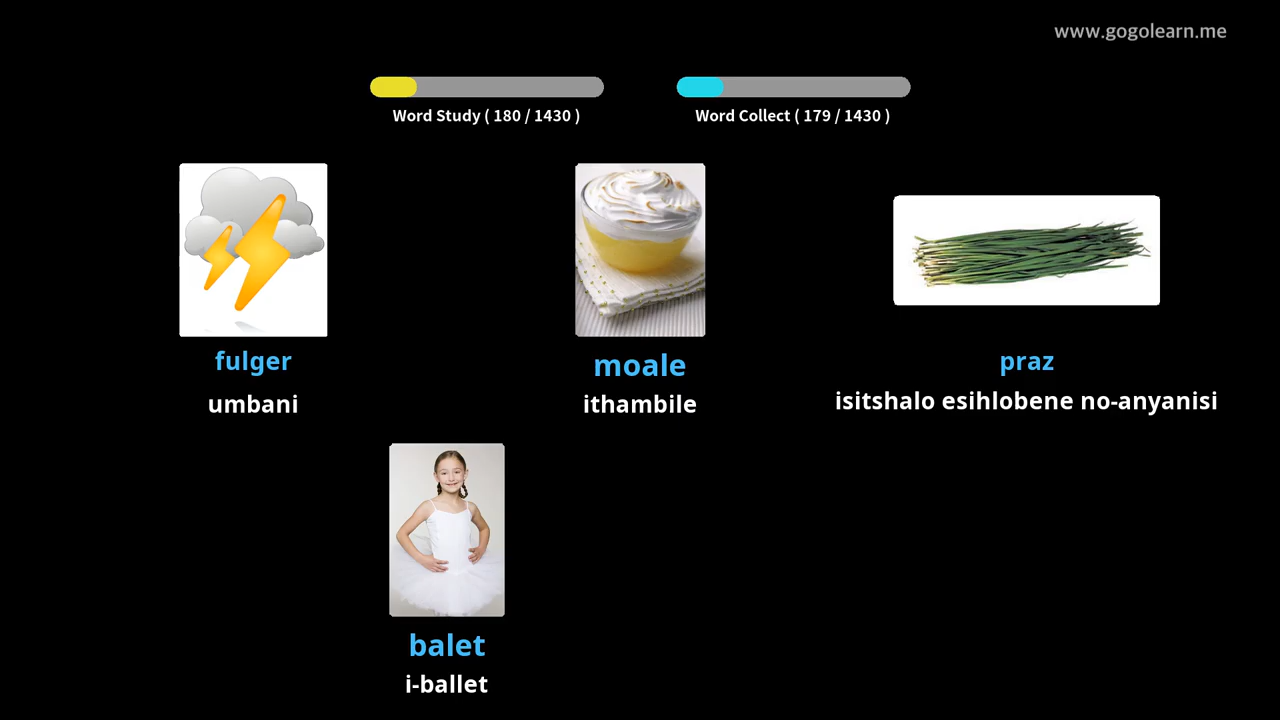 www.gogolearn.me
Word Study ( 180 / 1430 )
Word Collect ( 179 / 1430 )
fulger
umbani
moale
ithambile
praz
isitshalo esihlobene no-anyanisi
balet
i-ballet